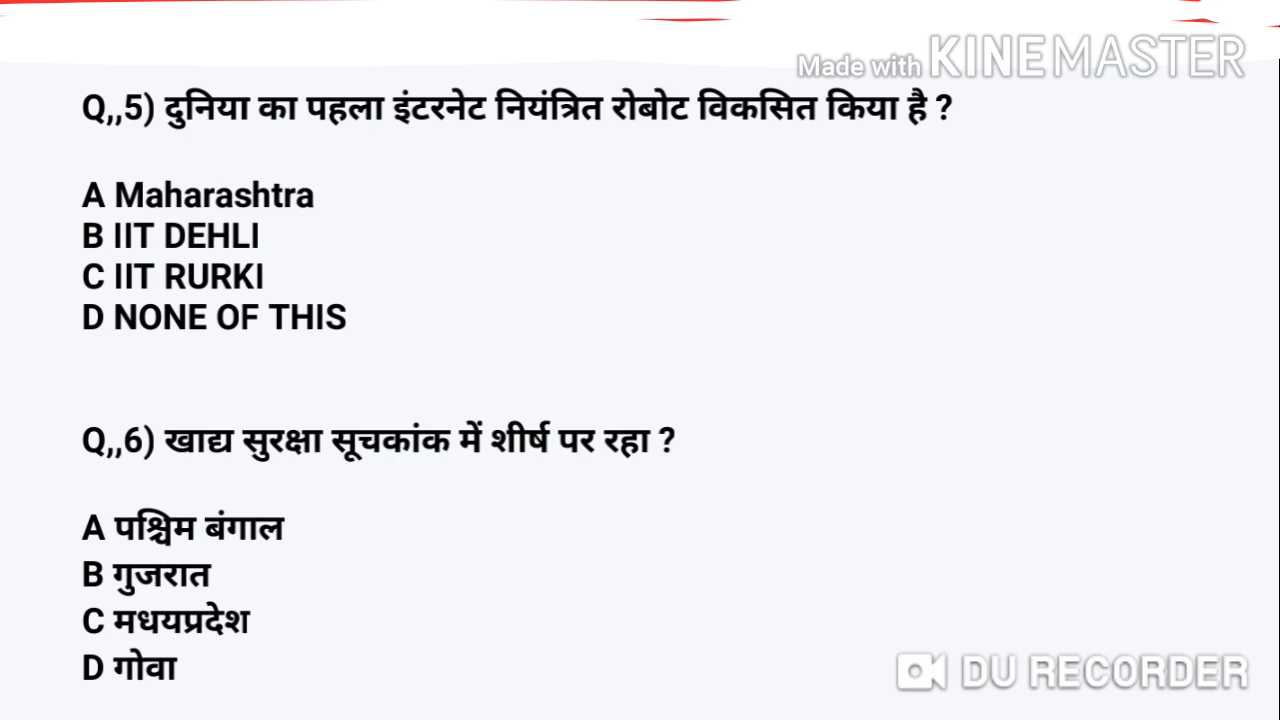 Made with KINEMASTER
Q,,5) दुनिया का पहला इंटरनेट नियंत्रित रोबोट विकसित किया है ?
A Maharashtra
B IIT DEHLI
C IIT RURKI
D NONE OF THIS
Q,,6) खाद्य सुरक्षा सूचकांक में शीर्ष पर रहा ?
A पश्चिम बंगाल
B गुजरात
C मधयप्रदेश
D गोवा
DU RECORDER